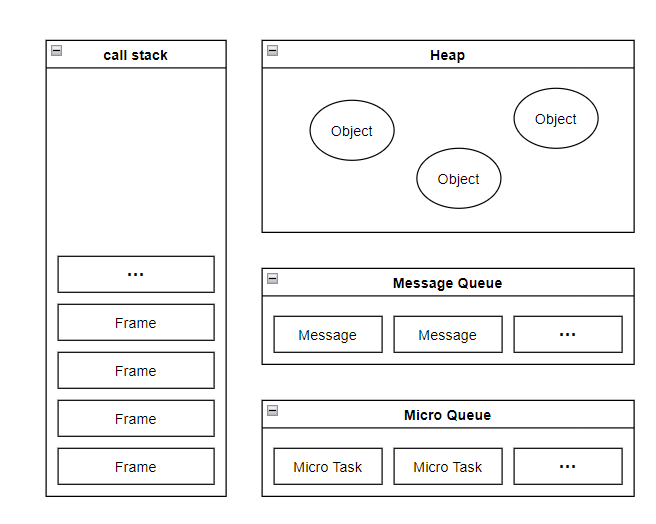 call stack
...
Frame
Frame
Frame
Frame
Heap
Object
Object
Object
Message Queue
Message
Message
...
Micro Queue
Micro Task
Micro Task
...